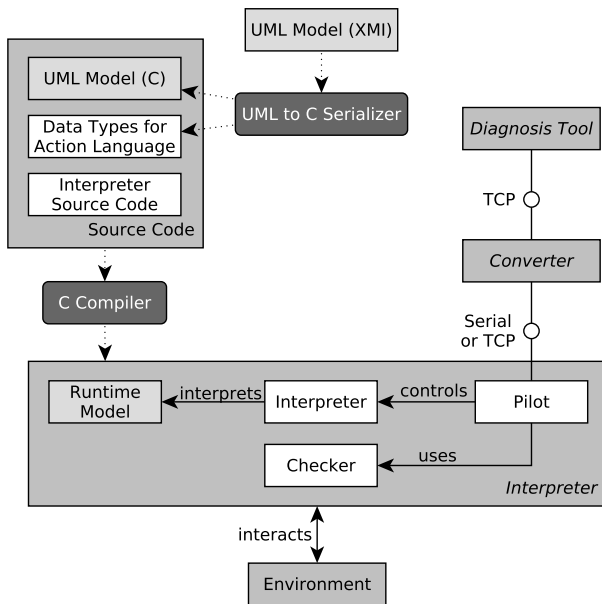 UML Model (XMI)
UML Model (C)
UML to C Serializer
Data Types for
Action Language
Interpreter
Source Code
Source Code
Diagnosis Tool
TCP
Converter
C Compiler
Serial
or TCP
Runtime
Model
interprets
Interpreter
controls
Pilot
Checker
uses
Interpreter
interacts
Environment